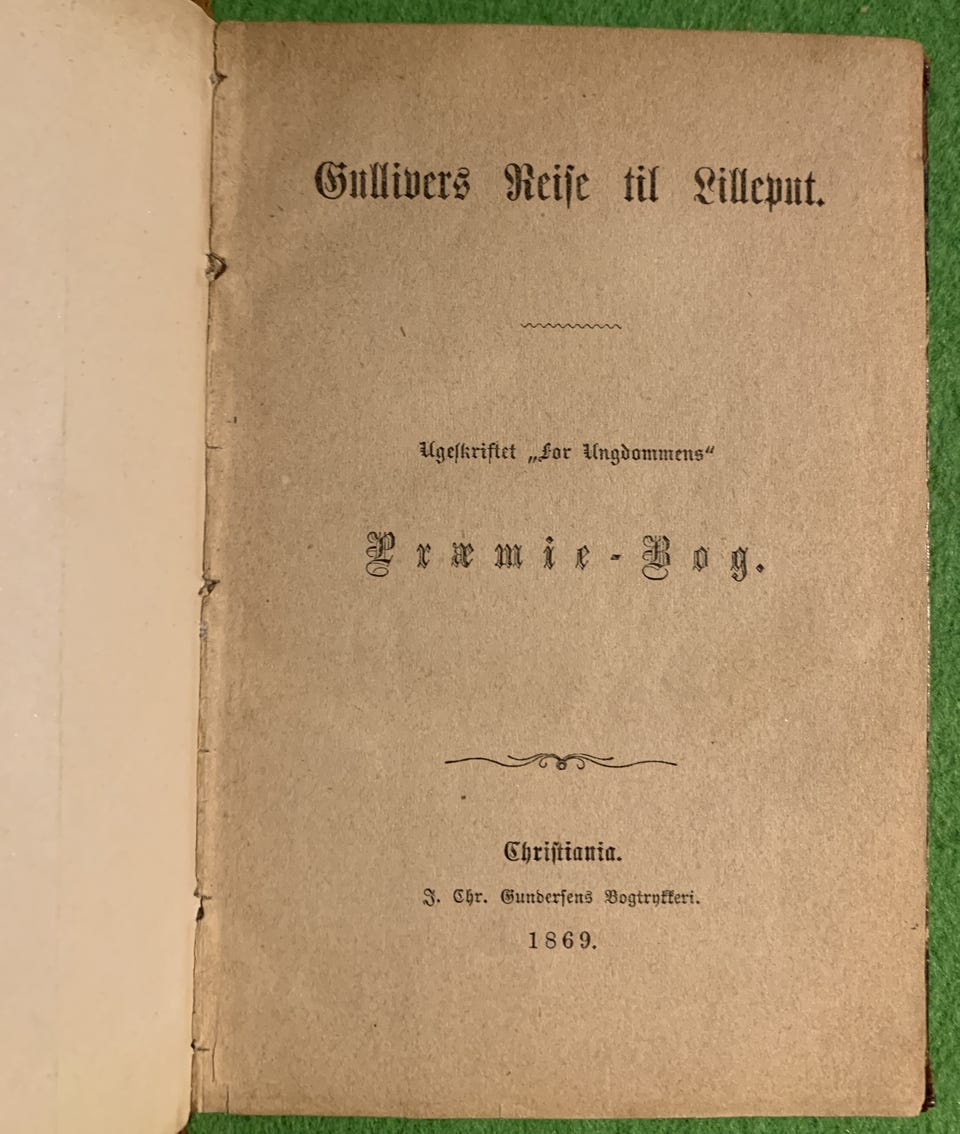 Gullivers Reise til Lilleput.
Ugeskriftet „For Ungdommens“
Præmie-Bog.
Christiania.
J. Chr. Gundersens Bogtrykkeri.
1869.